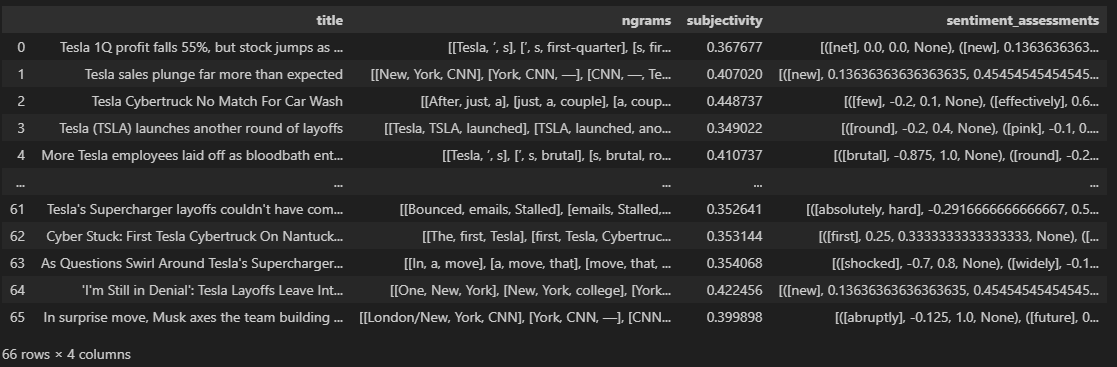 title ngrams subjectivity sentiment_assessments
0 Tesla 1Q profit falls 55%, but stock jumps as ... [[Tesla, ’, s], [’, s, first-quarter], [s, fir... 0.367677 [([net], 0.0, 0.0, None), ([new], 0.1363636363...
1 Tesla sales plunge far more than expected [[New, York, CNN], [York, CNN, —], [CNN, —, Te... 0.407020 [([new], 0.13636363636363635, 0.45454545454545...
2 Tesla Cybertruck No Match For Car Wash [[After, just, a], [just, a, couple], [a, coup... 0.448737 [([few], -0.2, 0.1, None), ([effectively], 0.6...
3 Tesla (TSLA) launches another round of layoffs [[Tesla, TSLA, launched], [TSLA, launched, ano... 0.349022 [([round], -0.2, 0.4, None), ([pink], -0.1, 0....
4 More Tesla employees laid off as bloodbath ent... [[Tesla, ’, s], [’, s, brutal], [s, brutal, ro... 0.410737 [([brutal], -0.875, 1.0, None), ([round], -0.2...
... ... ... ... ...
61 Tesla's Supercharger layoffs couldn't have com... [[Bounced, emails, Stalled], [emails, Stalled,... 0.352641 [([absolutely, hard], -0.2916666666666667, 0.5...
62 Cyber Stuck: First Tesla Cybertruck On Nantuck... [[The, first, Tesla], [first, Tesla, Cybertruc... 0.353144 [([first], 0.25, 0.3333333333333333, None), ([...
63 As Questions Swirl Around Tesla's Supercharger... [[In, a, move], [a, move, that], [move, that, ... 0.354068 [([shocked], -0.7, 0.8, None), ([widely], -0.1...
64 'I'm Still in Denial': Tesla Layoffs Leave Int... [[One, New, York], [New, York, college], [York... 0.422456 [([new], 0.13636363636363635, 0.45454545454545...
65 In surprise move, Musk axes the team building ... [[London/New, York, CNN], [York, CNN, —], [CNN... 0.399898 [([abruptly], -0.125, 1.0, None), ([future], 0...
66 rows × 4 columns